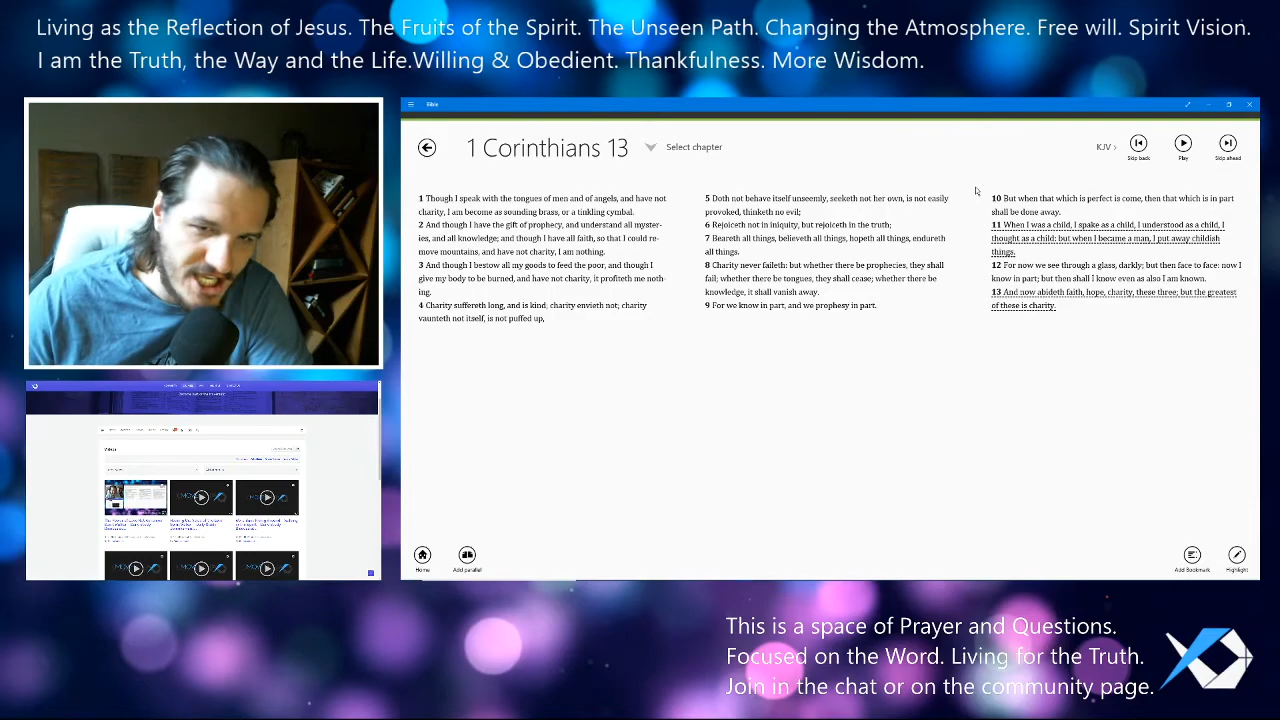 Living as the Reflection of Jesus. The Fruits of the Spirit. The Unseen Path. Changing the Atmosphere. Free will. Spirit Vision.
I am the Truth, the Way and the Life.Willing & Obedient. Thankfulness. More Wisdom.
Bible
1 Corinthians 13
Select chapter
KJV
Skip back
Play
Skip ahead
1 Though I speak with the tongues of men and of angels, and have not
charity, I am become as sounding brass, or a tinkling cymbal.
2 And though I have the gift of prophecy, and understand all myster-
ies, and all knowledge; and though I have all faith, so that I could re-
move mountains, and have not charity, I am nothing.
3 And though I bestow all my goods to feed the poor, and though I
give my body to be burned, and have not charity, it profiteth me noth-
ing.
4 Charity suffereth long, and is kind; charity envieth not; charity
vaunteth not itself, is not puffed up,
5 Doth not behave itself unseemly, seeketh not her own, is not easily
provoked, thinketh no evil;
6 Rejoiceth not in iniquity, but rejoiceth in the truth;
7 Beareth all things, believeth all things, hopeth all things, endureth
all things.
8 Charity never faileth: but whether there be prophecies, they shall
fail; whether there be tongues, they shall cease; whether there be
knowledge, it shall vanish away.
9 For we know in part, and we prophesy in part.
10 But when that which is perfect is come, then that which is in part
shall be done away.
11 When I was a child, I spake as a child, I understood as a child, I
thought as a child: but when I became a man, I put away childish
things.
12 For now we see through a glass, darkly; but then face to face: now I
know in part; but then shall I know even as also I am known.
13 And now abideth faith, hope, charity, these three; but the greatest
of these is charity.
Videos
Home
Add parallel
Add Bookmark
Highlight
This is a space of Prayer and Questions.
Focused on the Word. Living for the Truth.
Join in the chat or on the community page.